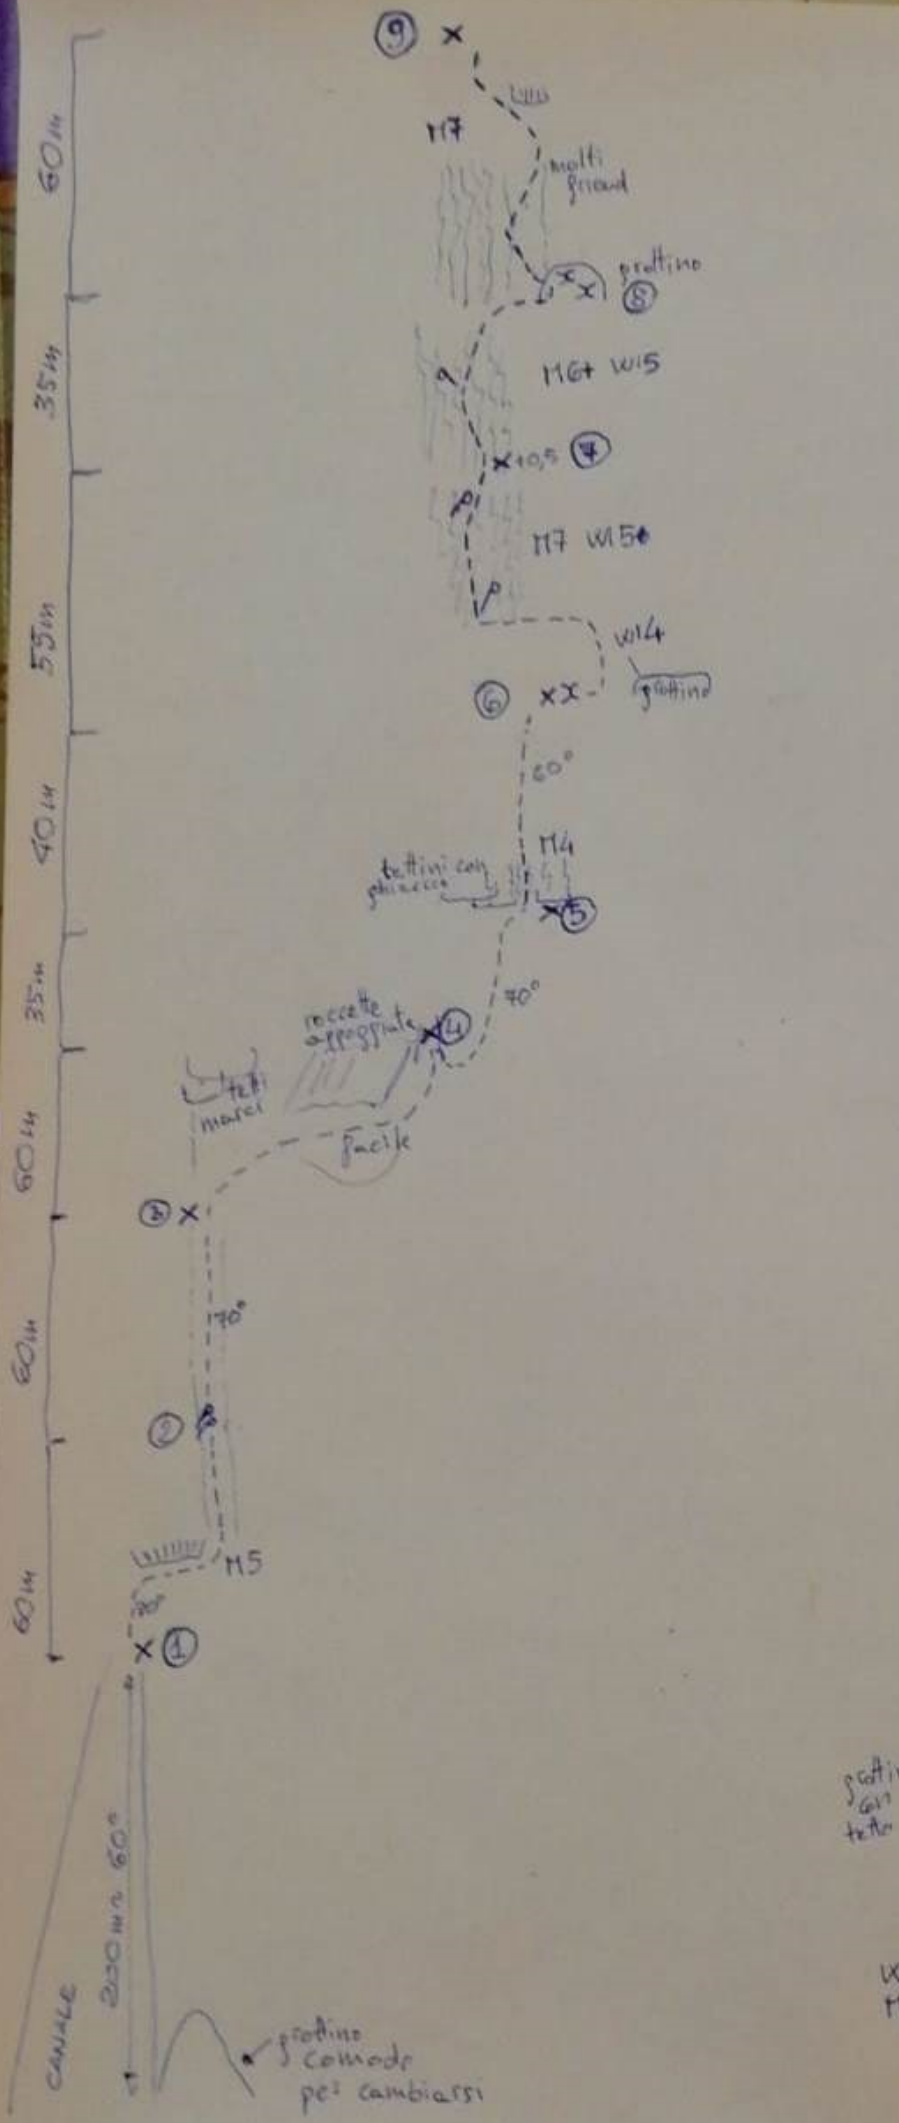 9
60m
M7
molti
friend
grottino
8
35m
M6+ WI5
+0,5 7
M7 WI5
55m
WI4
grottino
6
60°
40m
M4
tettini con
ghiaccio
5
70°
35m
roccette
appoggiate
4
tetti
marci
60m
facile
3
70°
60m
2
M5
60m
1
200m ~ 60°
CANALE
grottino
comodo
per cambiarsi